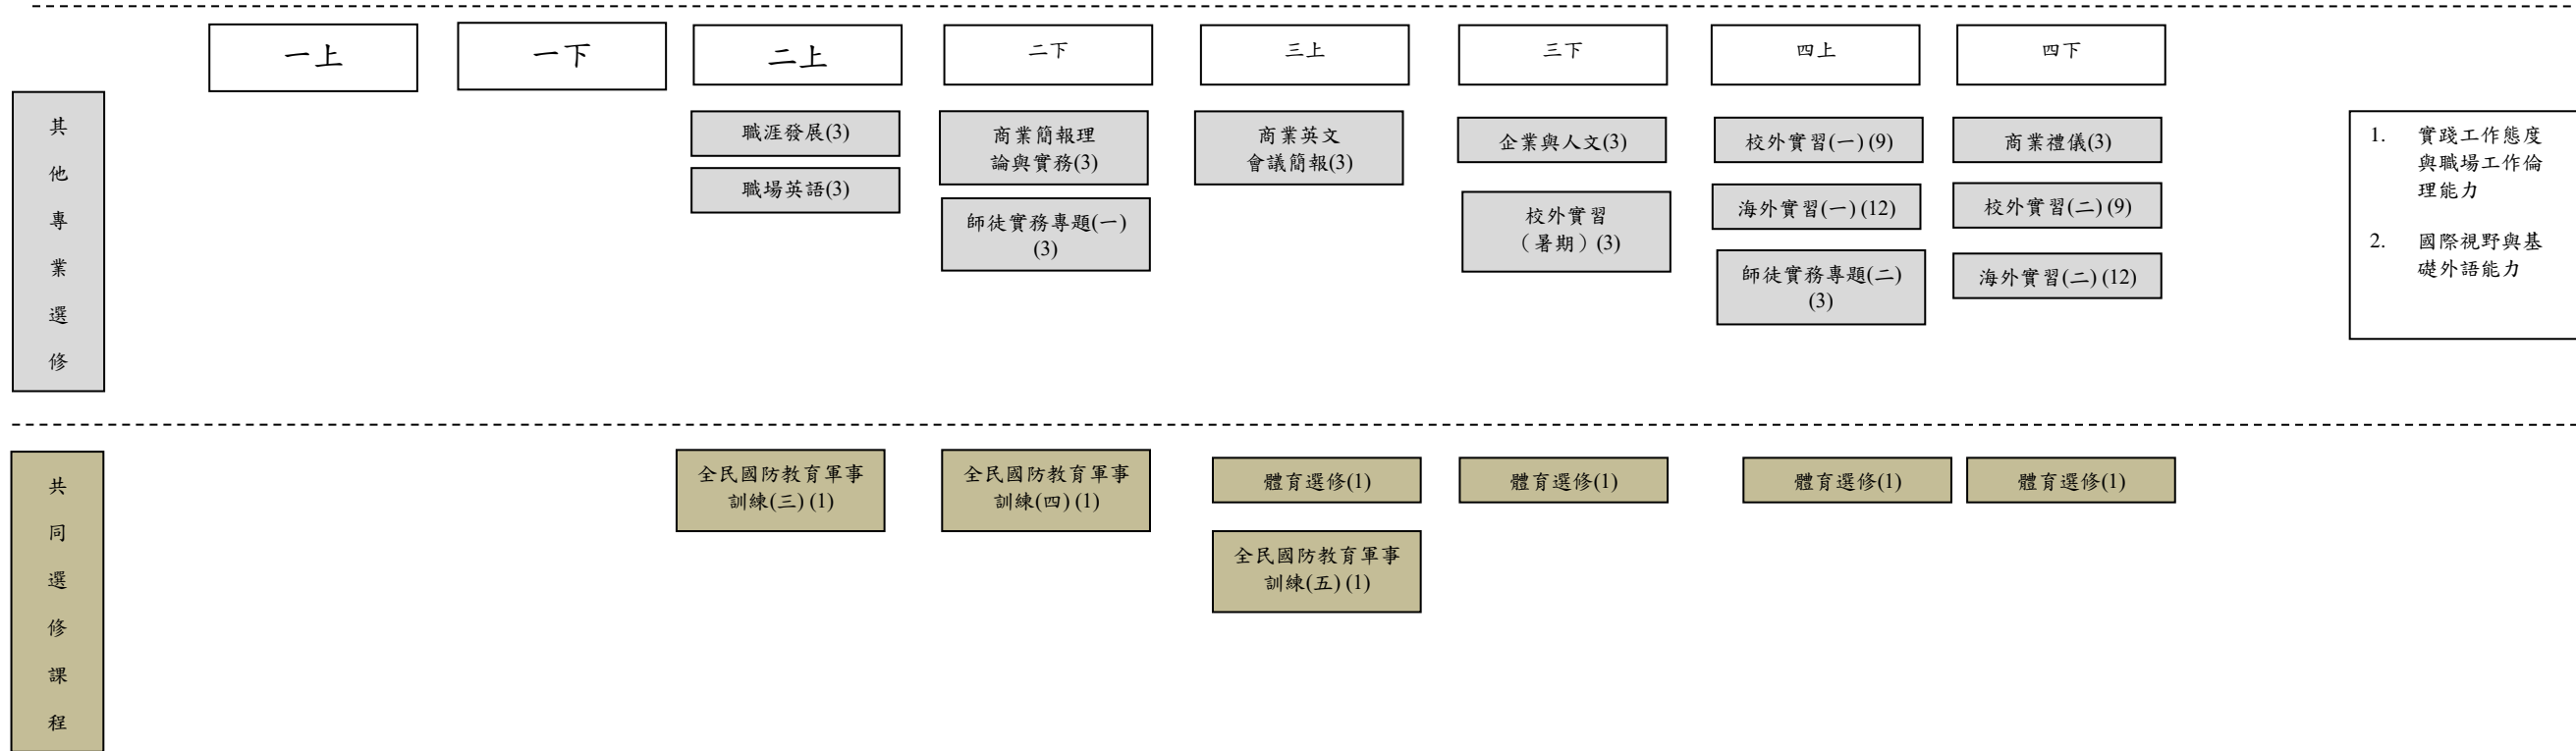 一上
一下
二上
二下
三上
三下
四上
四下
其
他
專
業
選
修
職涯發展(3)
職場英語(3)
商業簡報理
論與實務(3)
師徒實務專題(一)
(3)
商業英文
會議簡報(3)
企業與人文(3)
校外實習
（暑期）(3)
校外實習(一) (9)
海外實習(一) (12)
師徒實務專題(二)
(3)
商業禮儀(3)
校外實習(二) (9)
海外實習(二) (12)
1. 實踐工作態度
與職場工作倫
理能力
2. 國際視野與基
礎外語能力
共
同
選
修
課
程
全民國防教育軍事
訓練(三) (1)
全民國防教育軍事
訓練(四) (1)
體育選修(1)
全民國防教育軍事
訓練(五) (1)
體育選修(1)
體育選修(1)
體育選修(1)